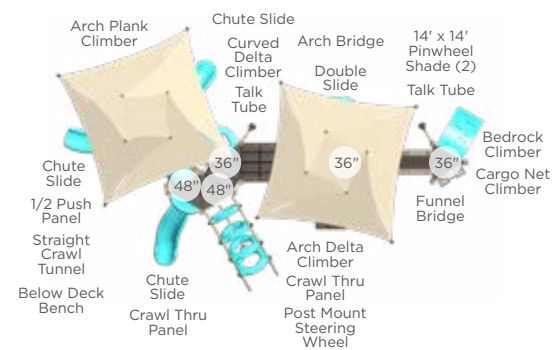 Arch Plank
Climber
Chute Slide
Curved
Delta
Climber
Talk
Tube
Arch Bridge
Double
Slide
14' x 14'
Pinwheel
Shade (2)
Talk Tube
Bedrock
Climber
Cargo Net
Climber
Funnel
Bridge
36"
36"
36"
48"
48"
Chute
Slide
1/2 Push
Panel
Straight
Crawl
Tunnel
Below Deck
Bench
Chute
Slide
Crawl Thru
Panel
Arch Delta
Climber
Crawl Thru
Panel
Post Mount
Steering
Wheel